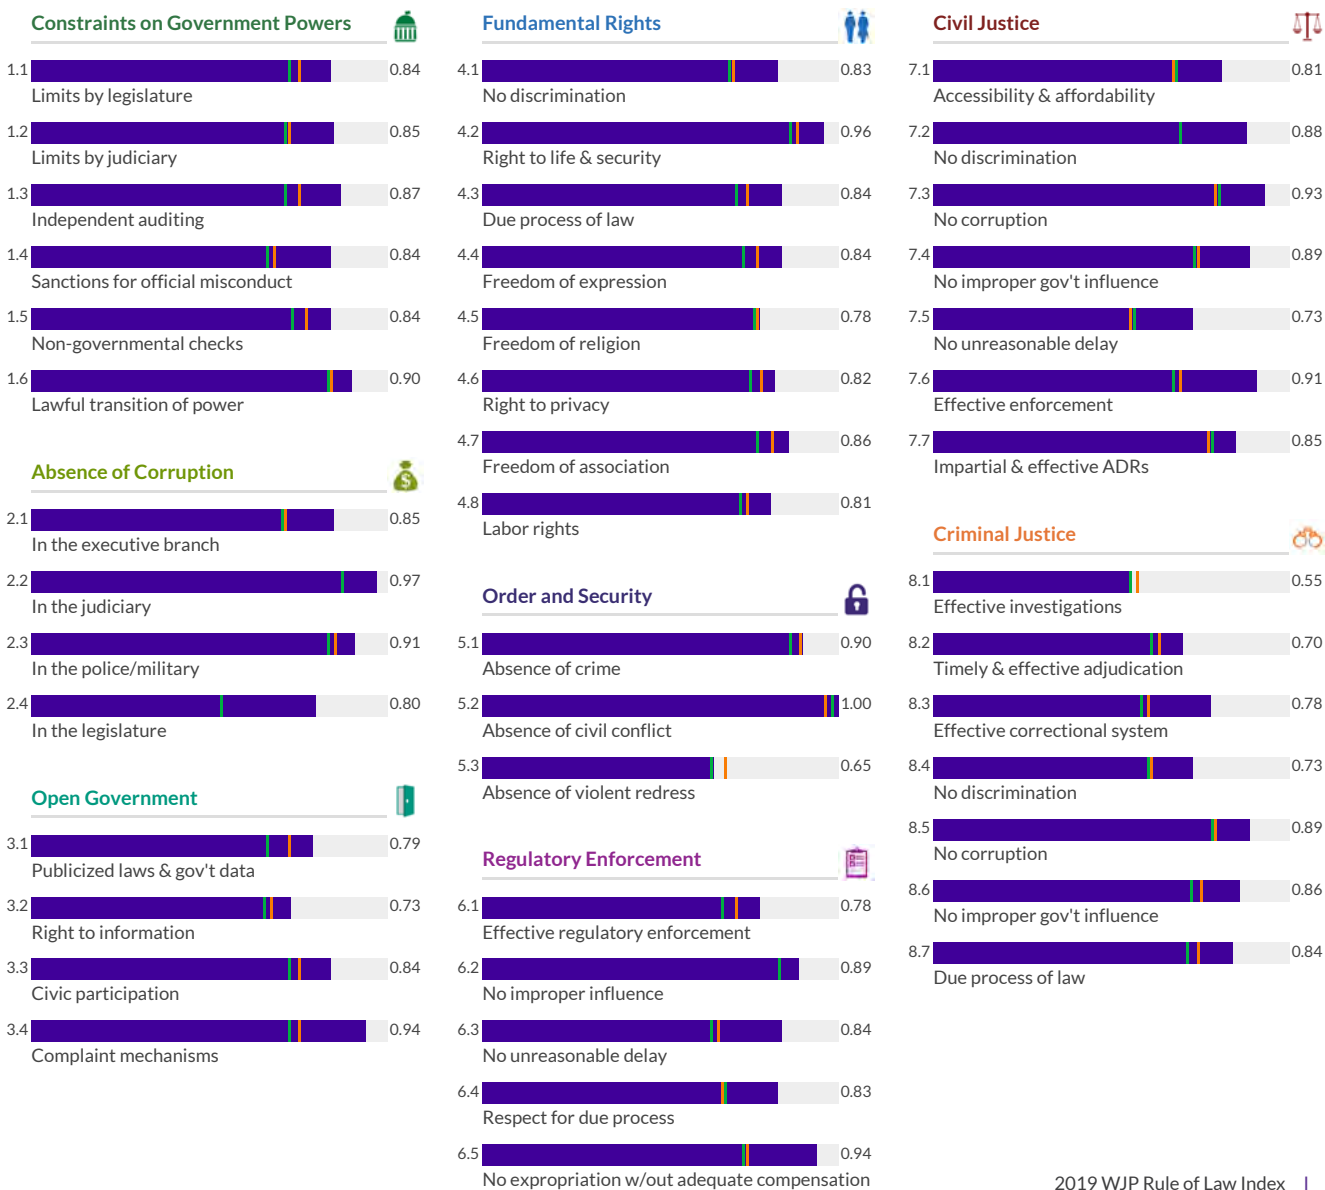 Constraints on Government Powers
1.1 0.84
Limits by legislature
1.2 0.85
Limits by judiciary
1.3 0.87
Independent auditing
1.4 0.84
Sanctions for official misconduct
1.5 0.84
Non-governmental checks
1.6 0.90
Lawful transition of power
Absence of Corruption
2.1 0.85
In the executive branch
2.2 0.97
In the judiciary
2.3 0.91
In the police/military
2.4 0.80
In the legislature
Open Government
3.1 0.79
Publicized laws & gov't data
3.2 0.73
Right to information
3.3 0.84
Civic participation
3.4 0.94
Complaint mechanisms
Fundamental Rights
4.1 0.83
No discrimination
4.2 0.96
Right to life & security
4.3 0.84
Due process of law
4.4 0.84
Freedom of expression
4.5 0.78
Freedom of religion
4.6 0.82
Right to privacy
4.7 0.86
Freedom of association
4.8 0.81
Labor rights
Order and Security
5.1 0.90
Absence of crime
5.2 1.00
Absence of civil conflict
5.3 0.65
Absence of violent redress
Regulatory Enforcement
6.1 0.78
Effective regulatory enforcement
6.2 0.89
No improper influence
6.3 0.84
No unreasonable delay
6.4 0.83
Respect for due process
6.5 0.94
No expropriation w/out adequate compensation
Civil Justice
7.1 0.81
Accessibility & affordability
7.2 0.88
No discrimination
7.3 0.93
No corruption
7.4 0.89
No improper gov't influence
7.5 0.73
No unreasonable delay
7.6 0.91
Effective enforcement
7.7 0.85
Impartial & effective ADRs
Criminal Justice
8.1 0.55
Effective investigations
8.2 0.70
Timely & effective adjudication
8.3 0.78
Effective correctional system
8.4 0.73
No discrimination
8.5 0.89
No corruption
8.6 0.86
No improper gov't influence
8.7 0.84
Due process of law
2019 WJP Rule of Law Index |